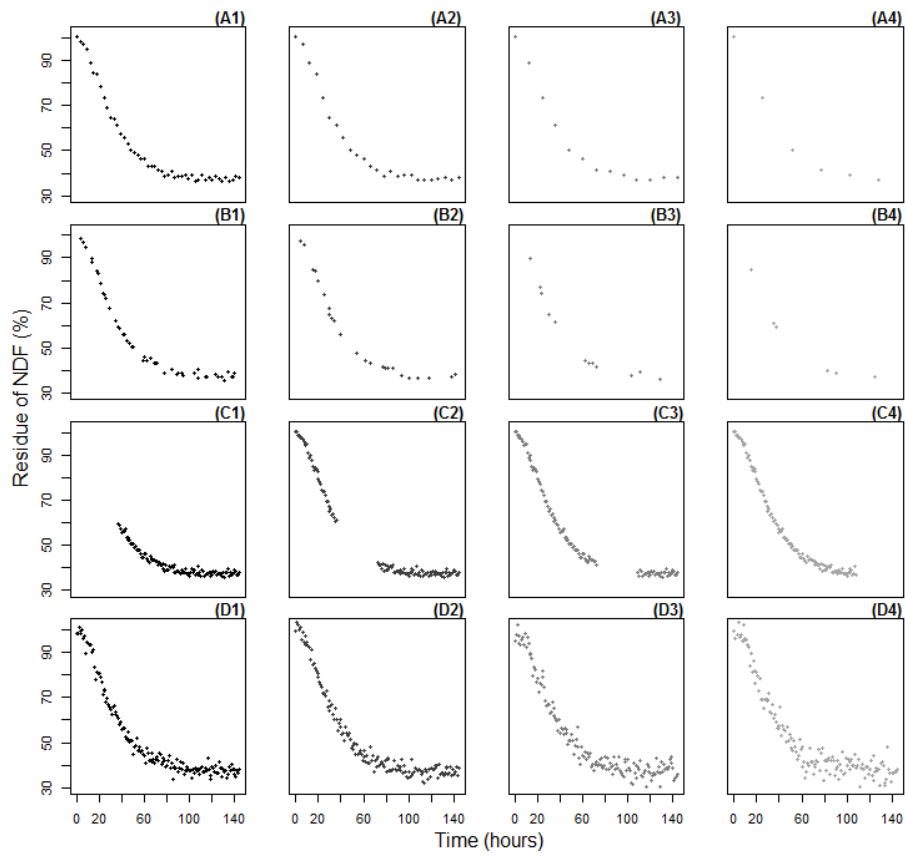 (A1) (A2) (A3) (A4)
90
70
50
30
(B1) (B2) (B3) (B4)
90
70
50
30
(C1) (C2) (C3) (C4)
90
70
50
30
(D1) (D2) (D3) (D4)
90
70
50
30
Residue of NDF (%)
0 20 60 100 140 0 20 60 100 140 0 20 60 100 140 0 20 60 100 140
Time (hours)